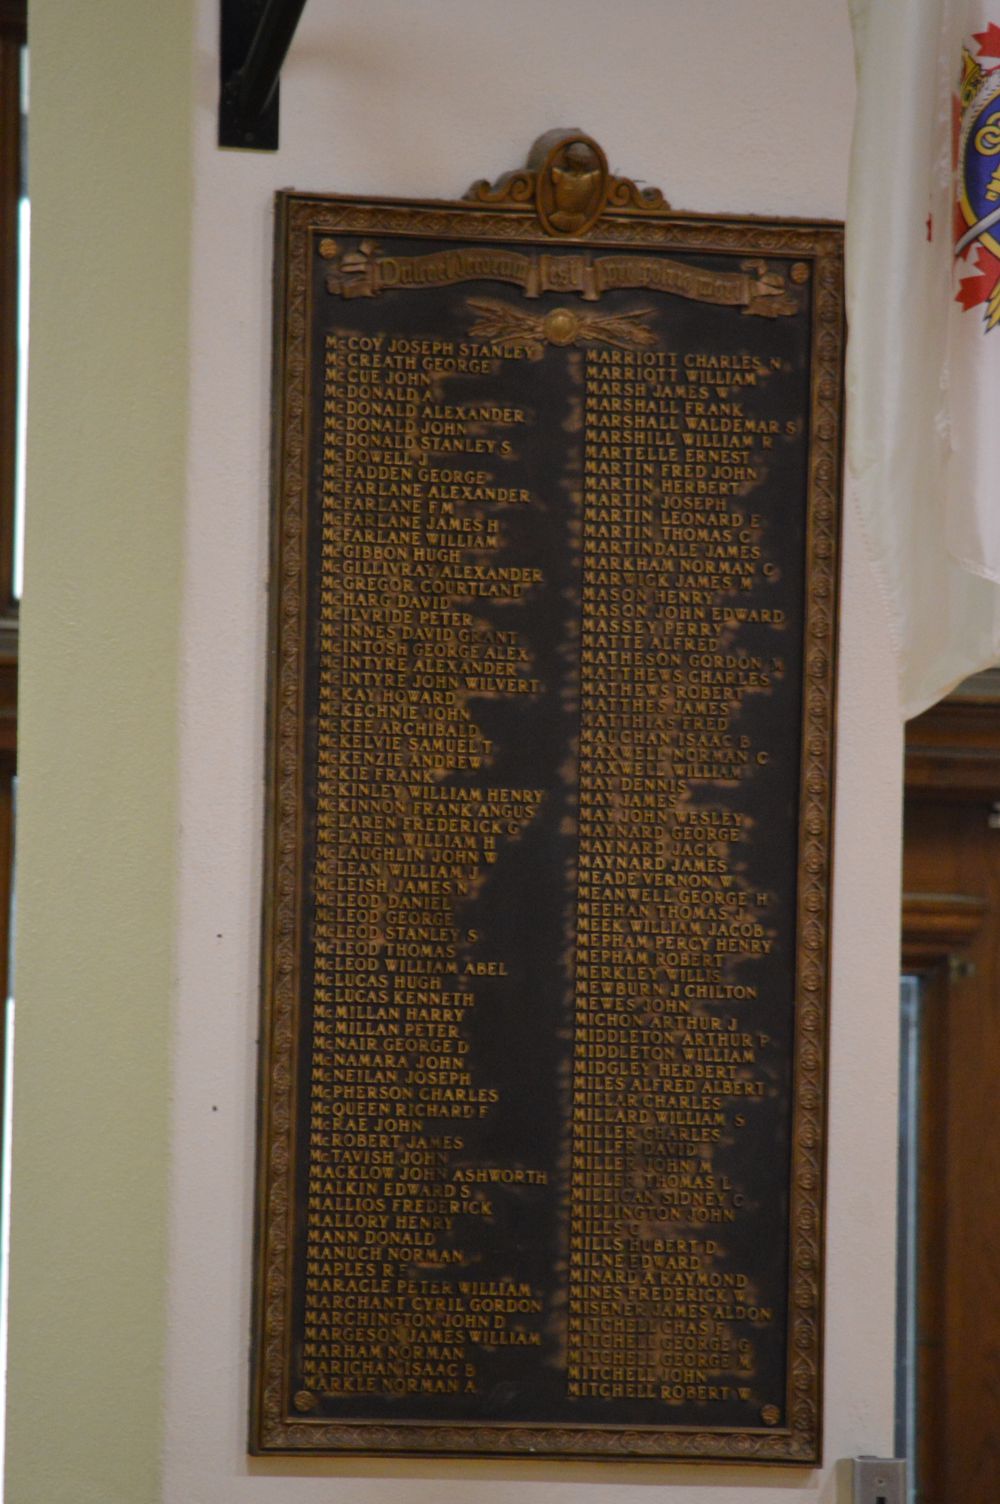 Dulce et decorum est pro patria mori
McCOY JOSEPH STANLEY
McCREATH GEORGE
McCUE JOHN
McDONALD A
McDONALD ALEXANDER
McDONALD JOHN
McDONALD STANLEY S
McDOWELL J
McFADDEN GEORGE
McFARLANE ALEXANDER
McFARLANE F M
McFARLANE JAMES H
McFARLANE WILLIAM
McGIBBON HUGH
McGILLIVRAY ALEXANDER
McGREGOR COURTLAND
McHARG DAVID
McILVRIDE PETER
McINNES DAVID GRANT
McINTOSH GEORGE ALEX
McINTYRE ALEXANDER
McINTYRE JOHN WILVERT
McKAY HOWARD
McKECHNIE JOHN
McKEE ARCHIBALD
McKELVIE SAMUEL T
McKENZIE ANDREW
McKIE FRANK
McKINLEY WILLIAM HENRY
McKINNON FRANK ANGUS
McLAREN FREDERICK G
McLAREN WILLIAM H
McLAUGHLIN JOHN W
McLEAN WILLIAM J
McLEISH JAMES N
McLEOD DANIEL
McLEOD GEORGE
McLEOD STANLEY S
McLEOD THOMAS
McLEOD WILLIAM ABEL
McLUCAS HUGH
McLUCAS KENNETH
McMILLAN HARRY
McMILLAN PETER
McNAIR GEORGE D
McNAMARA JOHN
McNEILAN JOSEPH
McPHERSON CHARLES
McQUEEN RICHARD F
McRAE JOHN
McROBERT JAMES
McTAVISH JOHN
MACKLOW JOHN ASHWORTH
MALKIN EDWARD S
MALLIOS FREDERICK
MALLORY HENRY
MANN DONALD
MANUCH NORMAN
MAPLES R E
MARACLE PETER WILLIAM
MARCHANT CYRIL GORDON
MARCHINGTON JOHN D
MARGESON JAMES WILLIAM
MARHAM NORMAN
MARICHAN ISAAC B
MARKLE NORMAN A
MARRIOTT CHARLES N
MARRIOTT WILLIAM
MARSH JAMES W
MARSHALL FRANK
MARSHALL WALDEMAR S
MARSHILL WILLIAM R
MARTELLE ERNEST
MARTIN FRED JOHN
MARTIN HERBERT
MARTIN JOSEPH
MARTIN LEONARD E
MARTIN THOMAS C
MARTINDALE JAMES
MARKHAM NORMAN C
MARWICK JAMES M
MASON HENRY
MASON JOHN EDWARD
MASSEY PERRY
MATTE ALFRED
MATHESON GORDON M
MATTHEWS CHARLES
MATHEWS ROBERT
MATTHES JAMES
MATTHIAS FRED
MAUCHAN ISAAC B
MAXWELL NORMAN C
MAXWELL WILLIAM
MAY DENNIS
MAY JAMES
MAY JOHN WESLEY
MAYNARD GEORGE
MAYNARD JACK
MAYNARD JAMES
MEADE VERNON W
MEANWELL GEORGE H
MEEHAN THOMAS J
MEEK WILLIAM JACOB
MEPHAM PERCY HENRY
MEPHAM ROBERT
MERKLEY WILLIS
MEWBURN J CHILTON
MEWES JOHN
MICHON ARTHUR J
MIDDLETON ARTHUR P
MIDDLETON WILLIAM
MIDGLEY HERBERT
MILES ALFRED ALBERT
MILLAR CHARLES
MILLARD WILLIAM S
MILLER CHARLES
MILLER DAVID
MILLER JOHN M
MILLER THOMAS L
MILLIGAN SIDNEY C
MILLINGTON JOHN
MILLS
MILLS HUBERT D
MILNE EDWARD
MINARD A RAYMOND
MINES FREDERICK W
MISENER JAMES ALDON
MITCHELL CHAS F
MITCHELL GEORGE G
MITCHELL GEORGE M
MITCHELL JOHN
MITCHELL ROBERT W